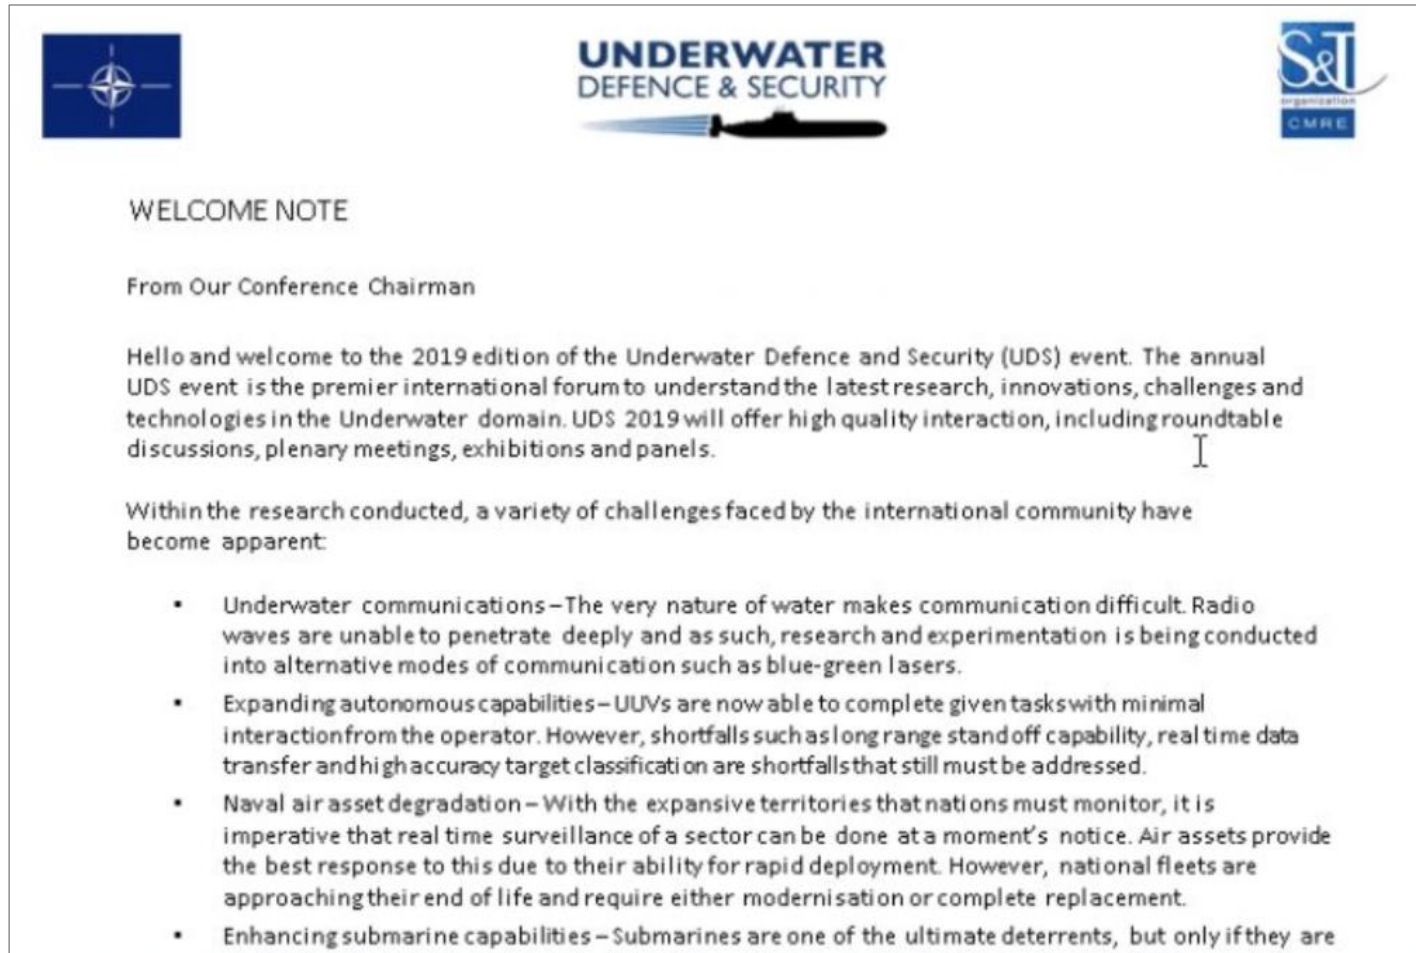 UNDERWATER
DEFENCE & SECURITY
S&T
organization
CMRE
WELCOME NOTE
From Our Conference Chairman
Hello and welcome to the 2019 edition of the Underwater Defence and Security (UDS) event. The annual
UDS event is the premier international forum to understand the latest research, innovations, challenges and
technologies in the Underwater domain. UDS 2019 will offer high quality interaction, including roundtable
discussions, plenary meetings, exhibitions and panels.
Within the research conducted, a variety of challenges faced by the international community have
become apparent:
▪ Underwater communications – The very nature of water makes communication difficult. Radio
waves are unable to penetrate deeply and as such, research and experimentation is being conducted
into alternative modes of communication such as blue-green lasers.
▪ Expanding autonomous capabilities – UUVs are now able to complete given tasks with minimal
interaction from the operator. However, shortfalls such as long range stand off capability, real time data
transfer and high accuracy target classification are shortfalls that still must be addressed.
▪ Naval air asset degradation – With the expansive territories that nations must monitor, it is
imperative that real time surveillance of a sector can be done at a moment's notice. Air assets provide
the best response to this due to their ability for rapid deployment. However, national fleets are
approaching their end of life and require either modernisation or complete replacement.
▪ Enhancing submarine capabilities – Submarines are one of the ultimate deterrents, but only if they are